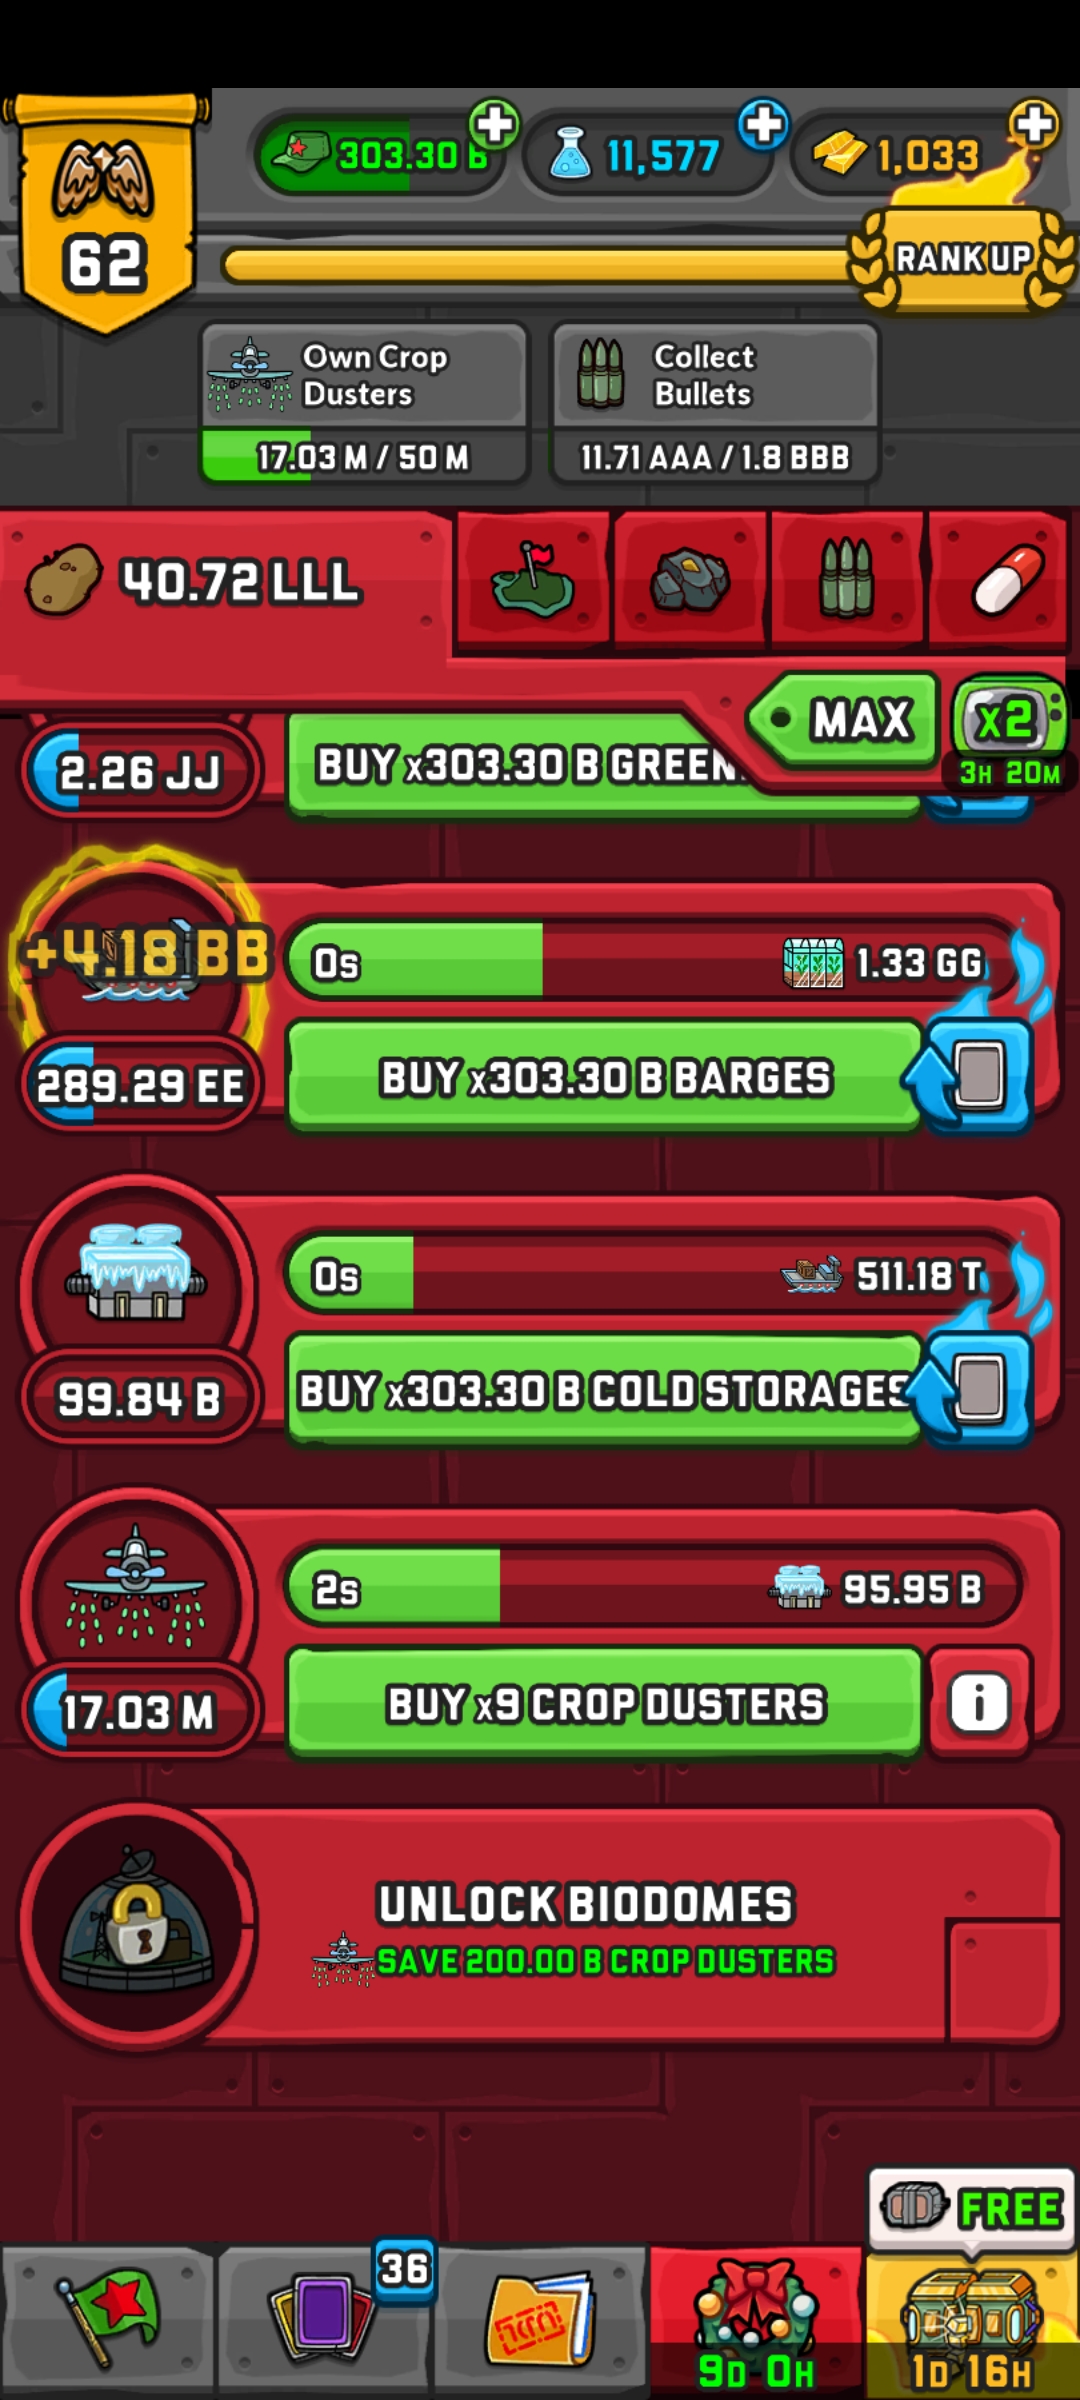 303.30 B
11,577
1,033
62
RANK UP
Own Crop
Dusters
17.03 M / 50 M
Collect
Bullets
11.71 AAA / 1.8 BBB
40.72 LLL
MAX
x2
3H 20M
2.26 JJ
BUY x303.30 B GREEN
+4.18 BB
0s
1.33 GG
289.29 EE
BUY x303.30 B BARGES
0s
511.18 T
99.84 B
BUY x303.30 B COLD STORAGES
2s
95.95 B
17.03 M
BUY x9 CROP DUSTERS
i
UNLOCK BIODOMES
SAVE 200.00 B CROP DUSTERS
FREE
36
9D 0H
1D 16H